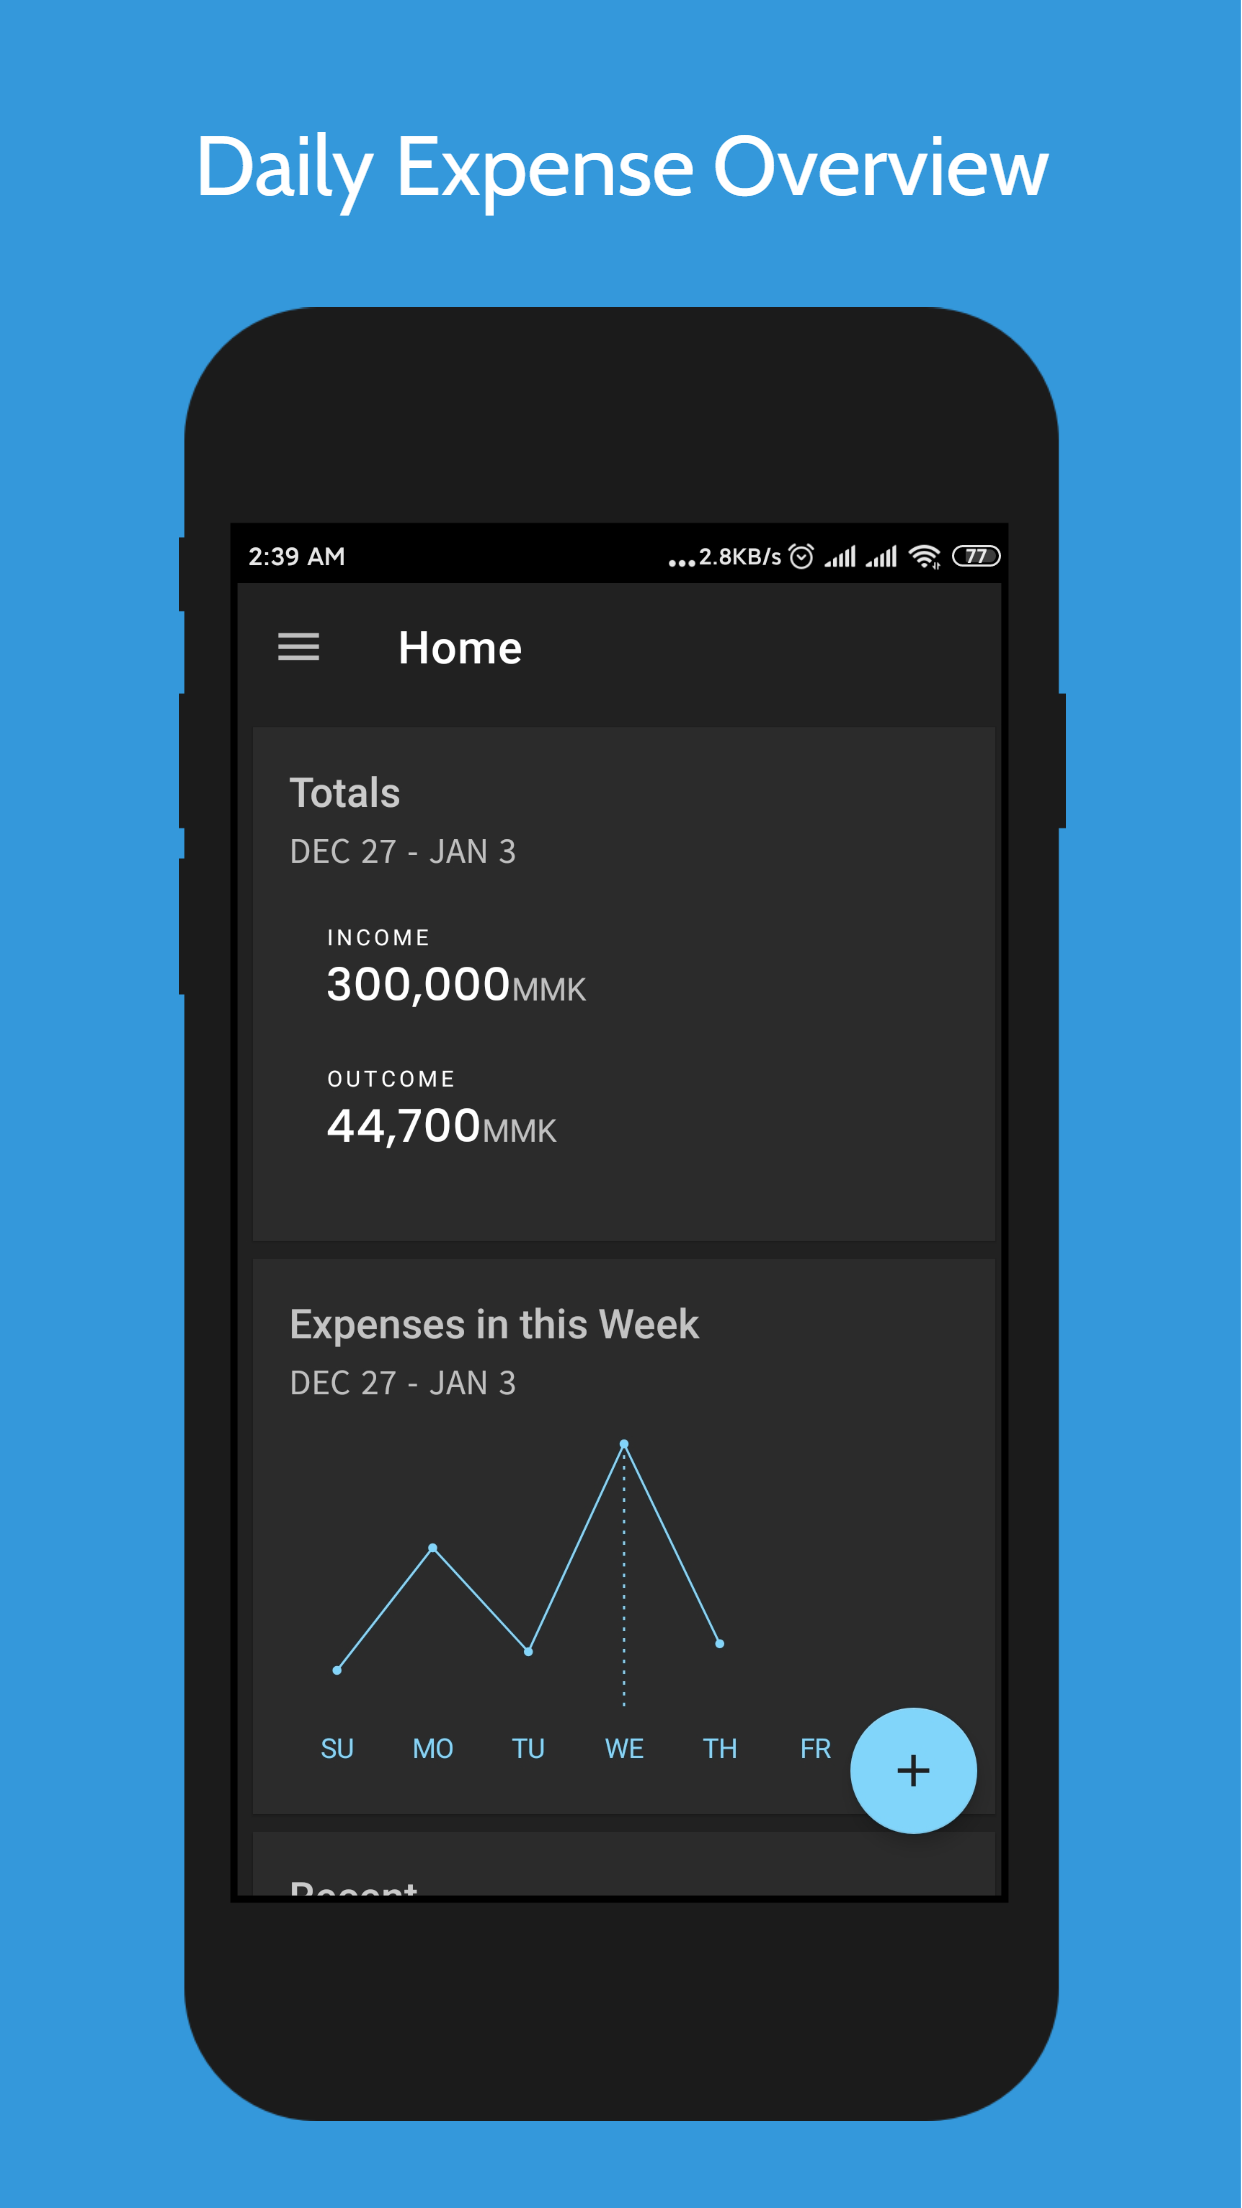 Daily Expense Overview
2:39 AM
...2.8KB/s
77
Home
Totals
DEC 27 - JAN 3
INCOME
300,000MMK
OUTCOME
44,700MMK
Expenses in this Week
DEC 27 - JAN 3
SU MO TU WE TH FR
+
Recent